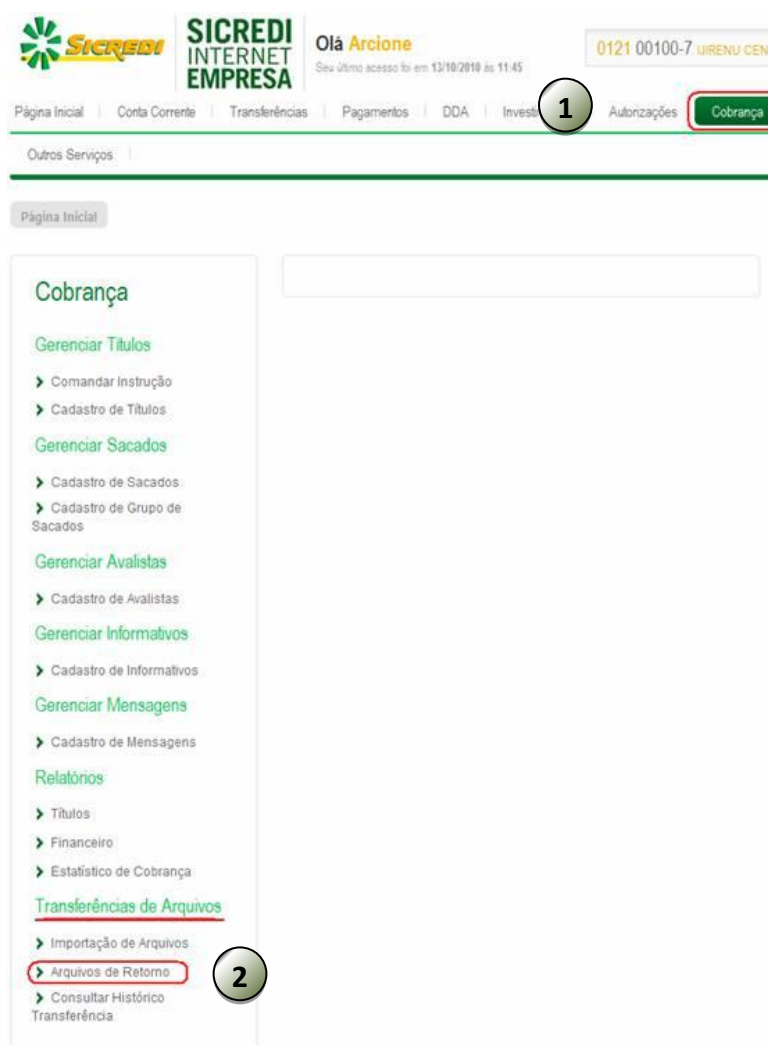 SICREDI
SICREDI
INTERNET
EMPRESA
Olá Arcione
Seu último acesso foi em 13/10/2010 às 11:45
0121 00100-7 UIRENU CEN
Página Inicial
Conta Corrente
Transferências
Pagamentos
DDA
Investi
1
Autorizações
Cobrança
Outros Serviços
Página Inicial
Cobrança
Gerenciar Títulos
Comandar Instrução
Cadastro de Títulos
Gerenciar Sacados
Cadastro de Sacados
Cadastro de Grupo de
Sacados
Gerenciar Avalistas
Cadastro de Avalistas
Gerenciar Informativos
Cadastro de Informativos
Gerenciar Mensagens
Cadastro de Mensagens
Relatórios
Títulos
Financeiro
Estatístico de Cobrança
Transferências de Arquivos
Importação de Arquivos
Arquivos de Retorno
2
Consultar Histórico
Transferência